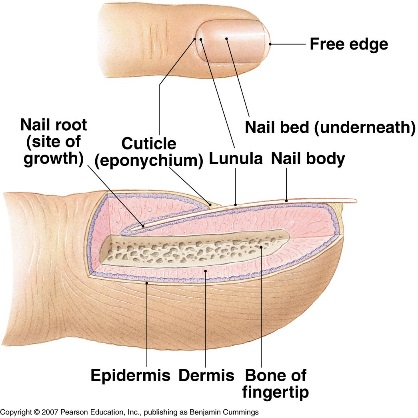 Free edge
Nail bed (underneath)
Nail root
(site of
growth)
Cuticle
(eponychium)
Lunula
Nail body
Epidermis
Dermis
Bone of
fingertip
Copyright © 2007 Pearson Education, Inc., publishing as Benjamin Cummings